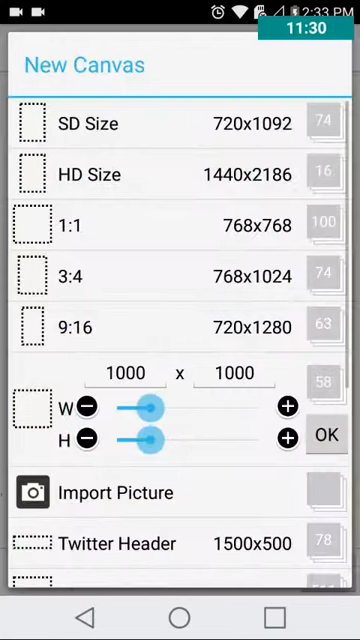 2:33 PM
11:30
New Canvas
SD Size 720x1092 74
HD Size 1440x2186 16
1:1 768x768 100
3:4 768x1024 74
9:16 720x1280 63
1000 x 1000 58
W
H OK
Import Picture
Twitter Header 1500x500 78